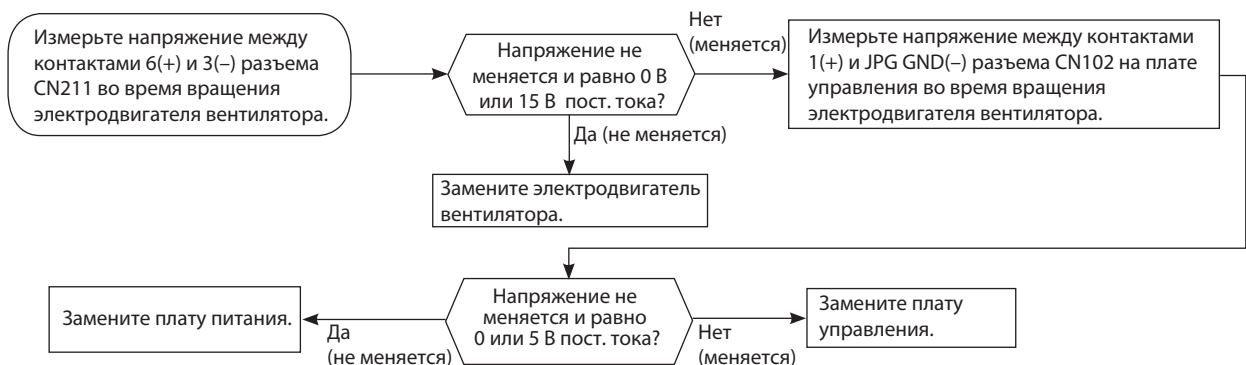 Измерьте напряжение между
контактами 6(+) и 3(–) разъема
CN211 во время вращения
электродвигателя вентилятора.
Напряжение не
меняется и равно 0 В
или 15 В пост. тока?
Нет
(меняется)
Измерьте напряжение между контактами
1(+) и JPG GND(–) разъема CN102 на плате
управления во время вращения
электродвигателя вентилятора.
Да (не меняется)
Замените электродвигатель
вентилятора.
Напряжение не
меняется и равно
0 или 5 В пост. тока?
Да
(не меняется)
Замените плату питания.
Нет
(меняется)
Замените плату
управления.